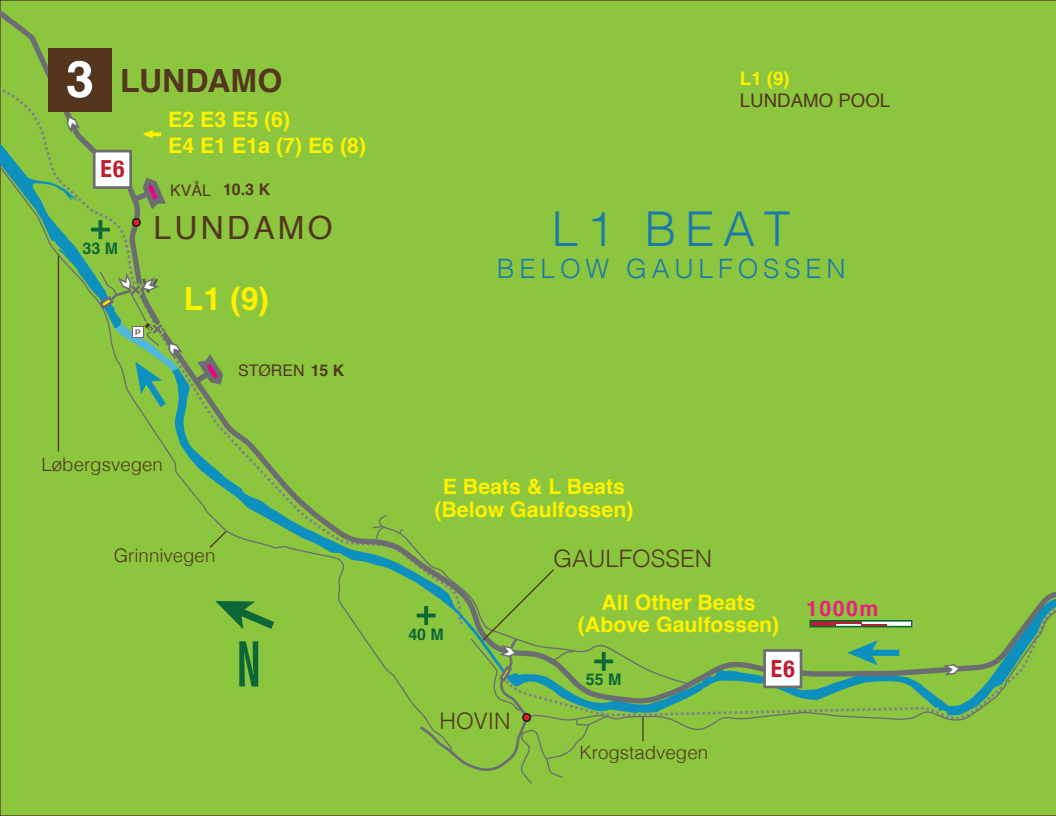 3 LUNDAMO
L1 (9)
LUNDAMO POOL
E2 E3 E5 (6)
E4 E1 E1a (7) E6 (8)
E6
KVÅL 10.3 K
LUNDAMO
33 M
L1 BEAT
BELOW GAULFOSSEN
L1 (9)
P
STØREN 15 K
Løbergsvegen
E Beats & L Beats
(Below Gaulfossen)
Grinnivegen
GAULFOSSEN
All Other Beats
(Above Gaulfossen)
1000m
40 M
N
55 M
E6
HOVIN
Krogstadvegen